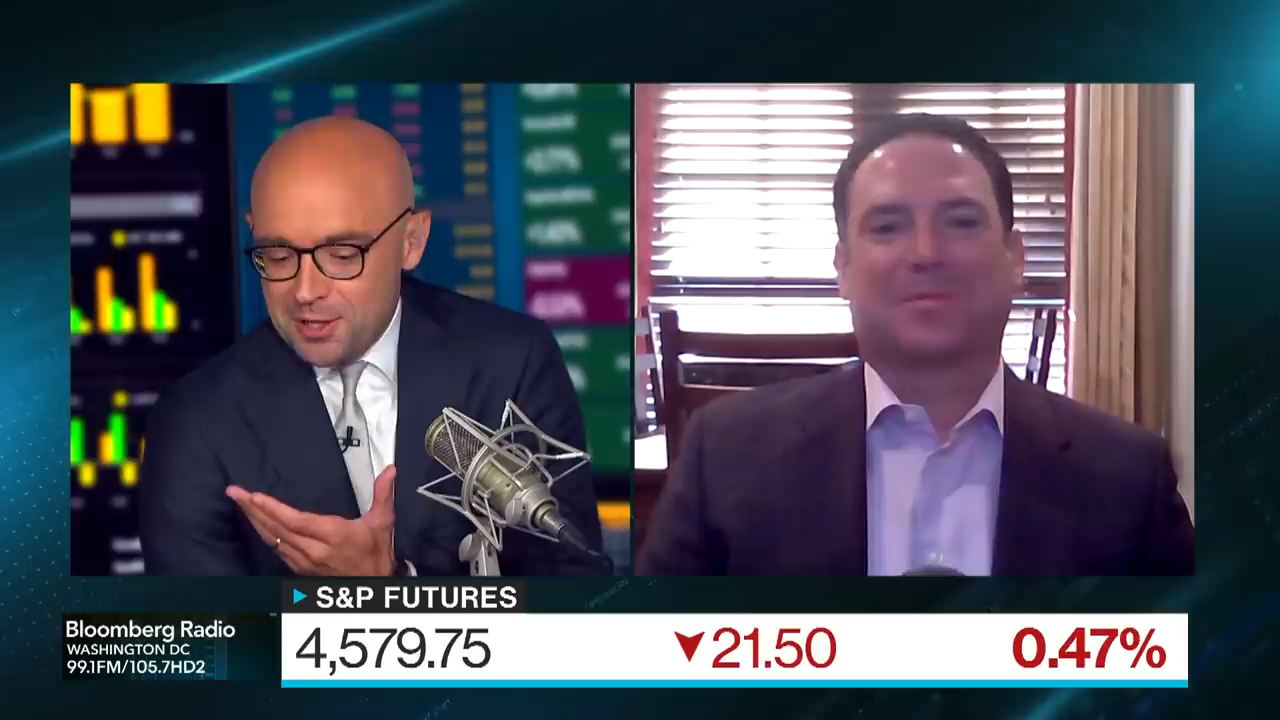 S&P FUTURES
Bloomberg Radio
WASHINGTON DC
99.1FM/105.7HD2
4,579.75 21.50 0.47%